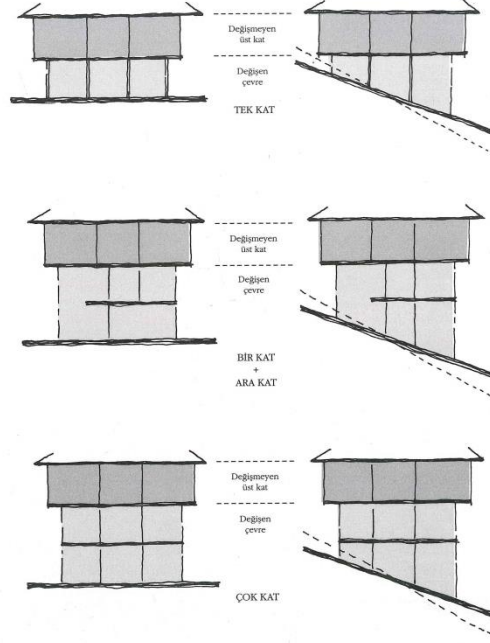 Değişmeyen
üst kat
Değişen
çevre
TEK KAT
Değişmeyen
üst kat
Değişen
çevre
BİR KAT
+
ARA KAT
Değişmeyen
üst kat
Değişen
çevre
ÇOK KAT